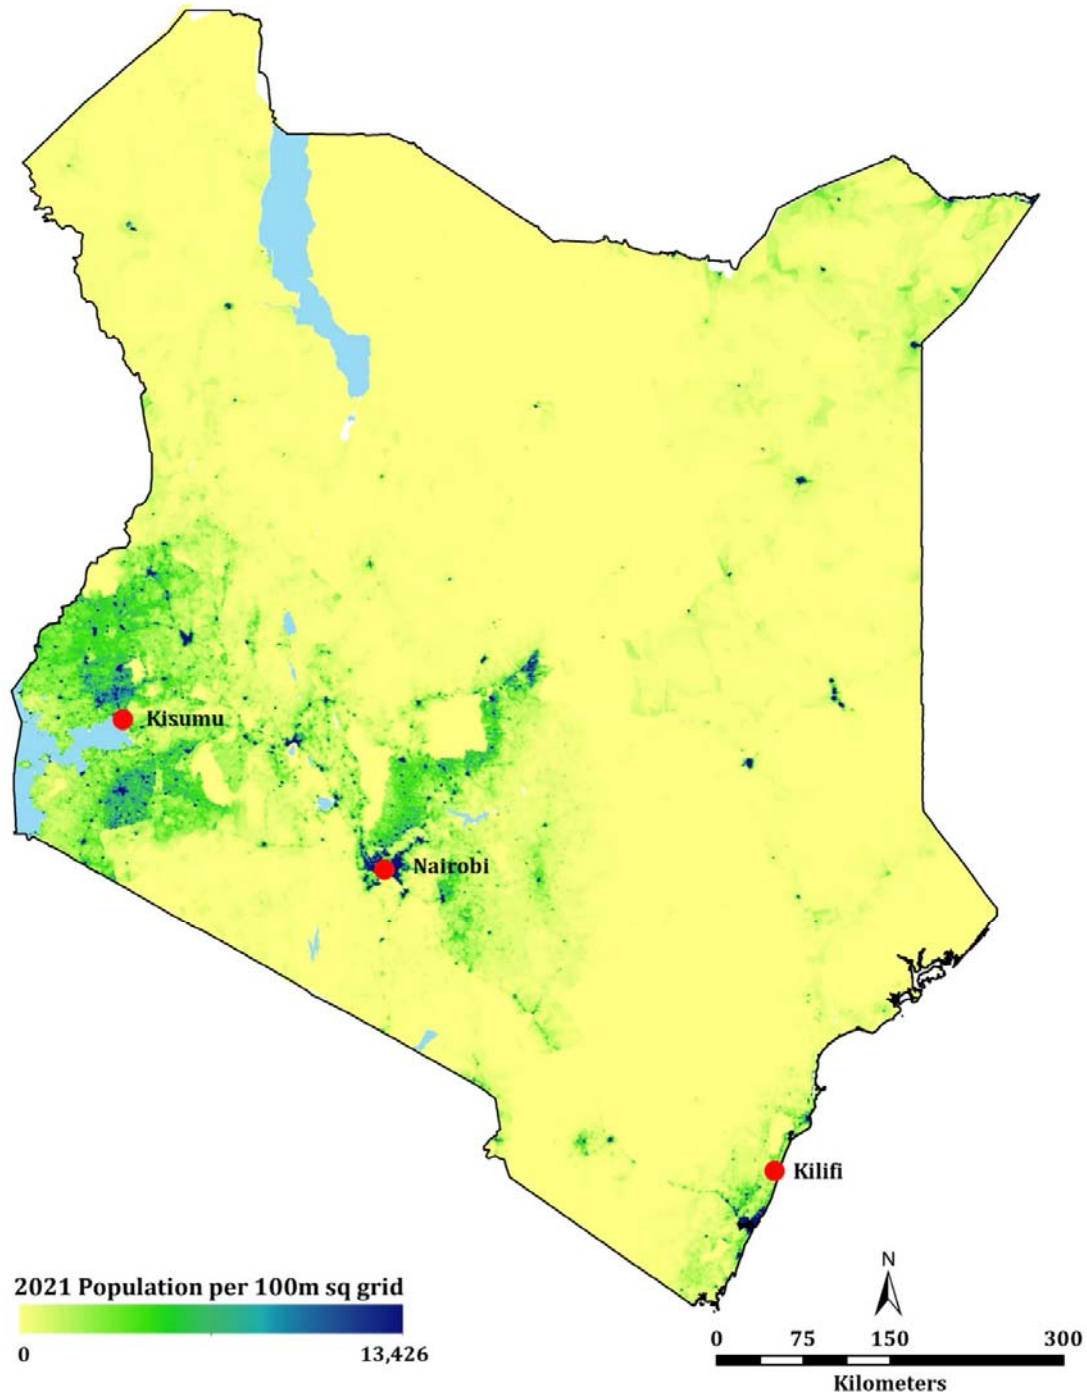 Kisumu
Nairobi
Kilifi
2021 Population per 100m sq grid
0 13,426
N
0 75 150 300
Kilometers